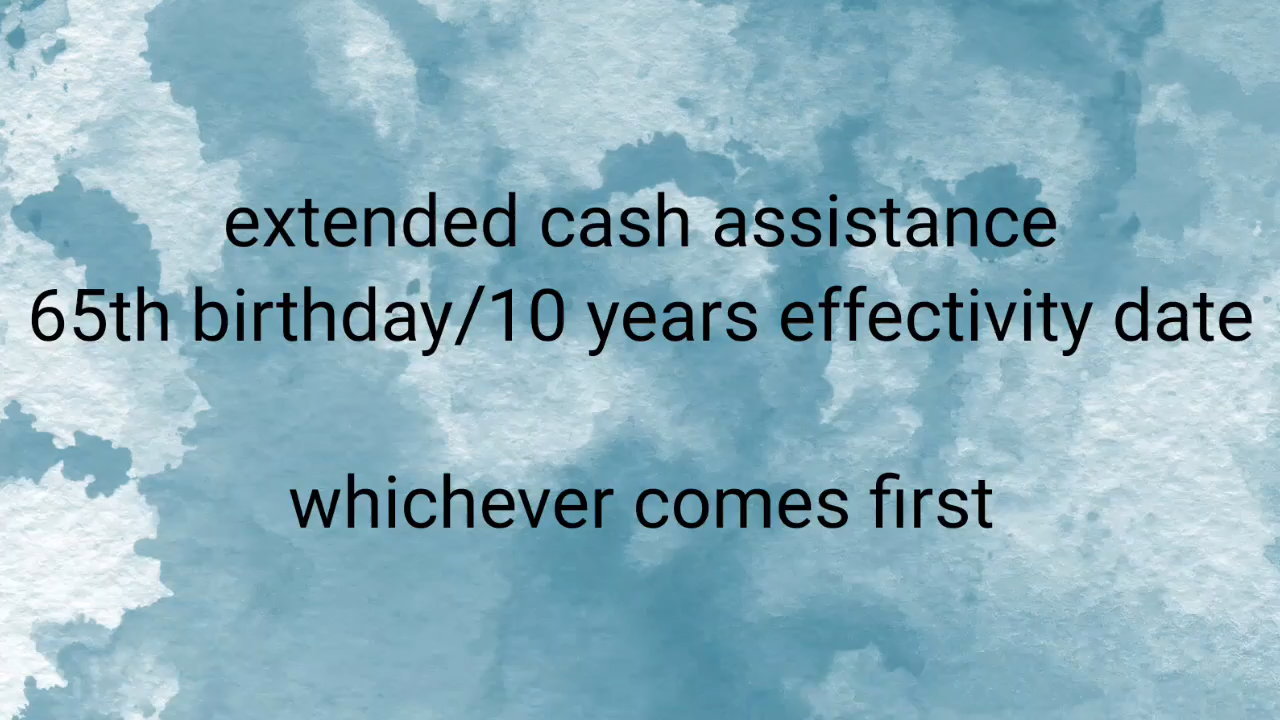 extended cash assistance
65th birthday/10 years effectivity date
whichever comes first